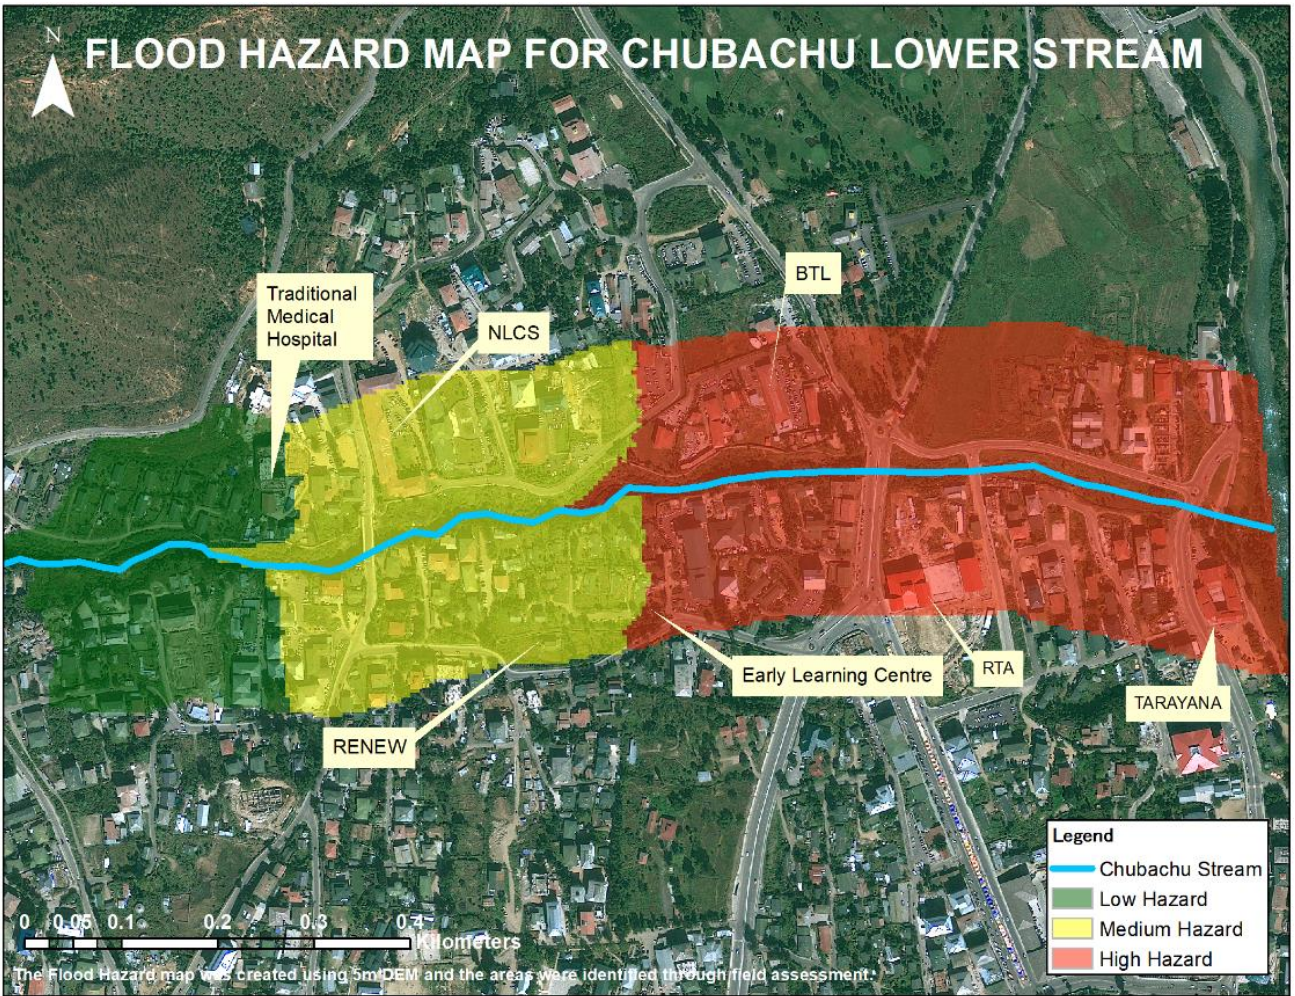 N
FLOOD HAZARD MAP FOR CHUBACHU LOWER STREAM
BTL
Traditional
Medical
Hospital
NLCS
Early Learning Centre
RTA
TARAYANA
RENEW
Legend
Chubachu Stream
Low Hazard
Medium Hazard
High Hazard
0 0.05 0.1 0.2 0.3 0.4
Kilometers
The Flood Hazard map was created using 5m DEM and the areas were identified through field assessment.